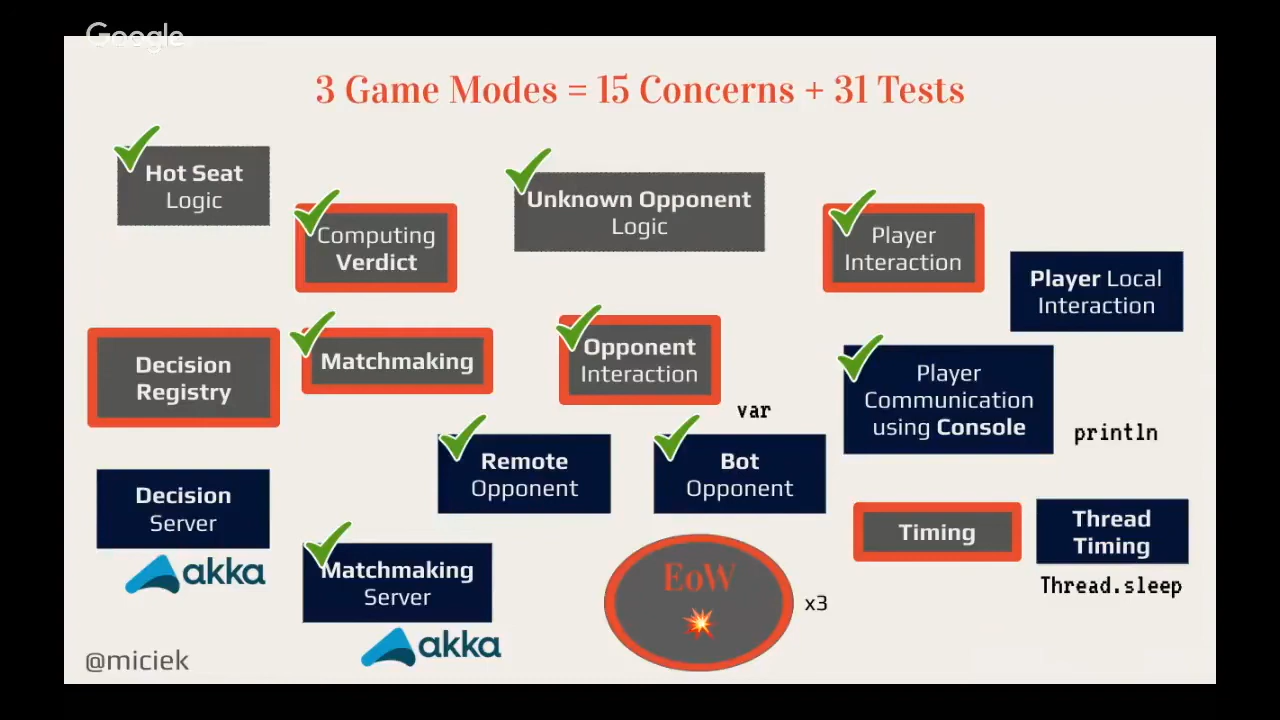 Google
3 Game Modes = 15 Concerns + 31 Tests
Hot Seat
Logic
Computing
Verdict
Unknown Opponent
Logic
Player
Interaction
Player Local
Interaction
Decision
Registry
Matchmaking
Opponent
Interaction
var
Player
Communication
using Console
println
Remote
Opponent
Bot
Opponent
Decision
Server
akka
Matchmaking
Server
akka
EoW
x3
Timing
Thread
Timing
Thread.sleep
@miciek